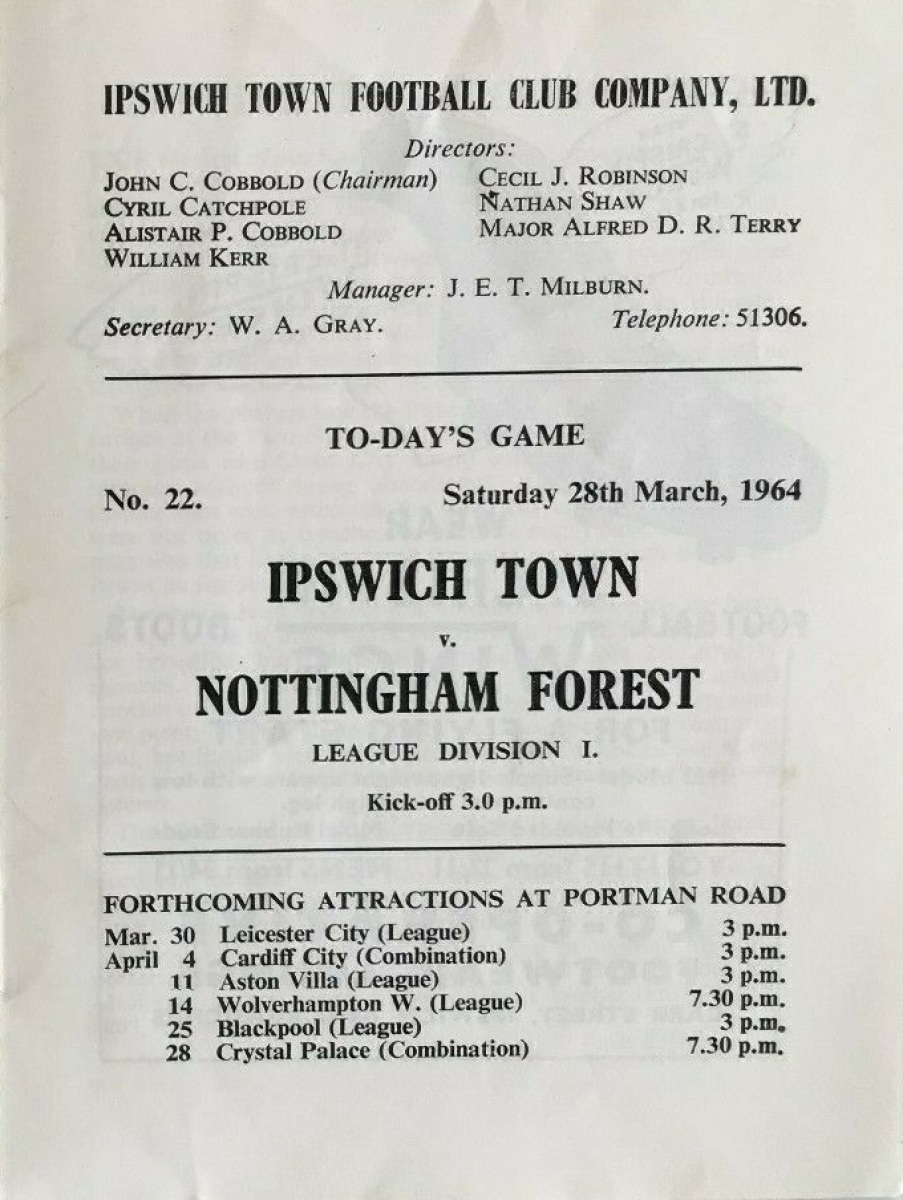 IPSWICH TOWN FOOTBALL CLUB COMPANY, LTD.
Directors:
JOHN C. COBBOLD (Chairman) CECIL J. ROBINSON
CYRIL CATCHPOLE NATHAN SHAW
ALISTAIR P. COBBOLD MAJOR ALFRED D. R. TERRY
WILLIAM KERR
Manager: J. E. T. MILBURN.
Secretary: W. A. GRAY. Telephone: 51306.
TO-DAY'S GAME
No. 22. Saturday 28th March, 1964
IPSWICH TOWN
v.
NOTTINGHAM FOREST
LEAGUE DIVISION I.
Kick-off 3.0 p.m.
FORTHCOMING ATTRACTIONS AT PORTMAN ROAD
Mar. 30 Leicester City (League) 3 p.m.
April 4 Cardiff City (Combination) 3 p.m.
11 Aston Villa (League) 3 p.m.
14 Wolverhampton W. (League) 7.30 p.m.
25 Blackpool (League) 3 p.m.
28 Crystal Palace (Combination) 7.30 p.m.